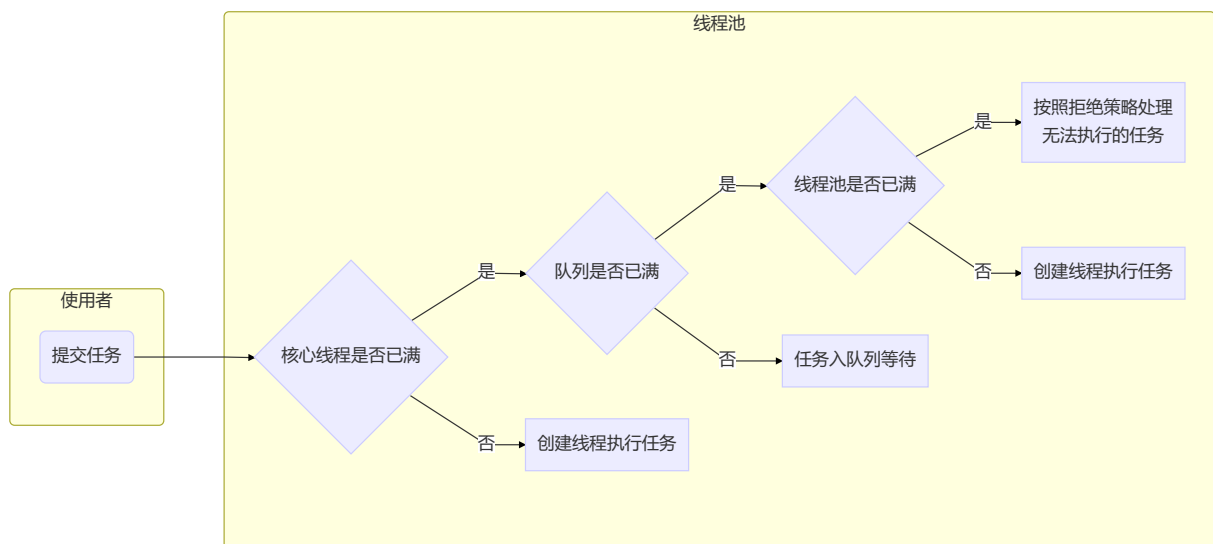 线程池
使用者
提交任务
核心线程是否已满
是
否
创建线程执行任务
队列是否已满
是
否
任务入队列等待
线程池是否已满
是
否
按照拒绝策略处理
无法执行的任务
创建线程执行任务